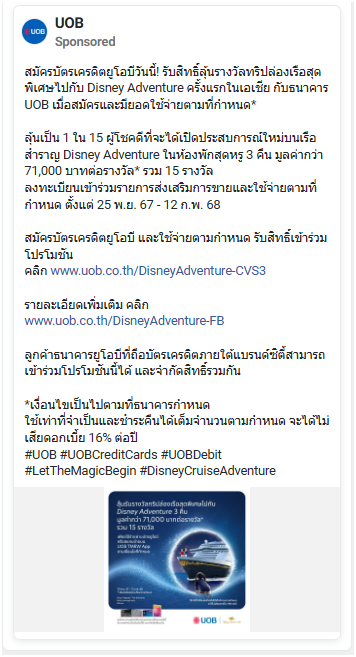 UOB
Sponsored
สมัครบัตรเครดิตยูโอบีวันนี้! รับสิทธิ์ลุ้นรางวัลทริปล่องเรือสุด
พิเศษไปกับ Disney Adventure ครั้งแรกในเอเชีย กับธนาคาร
UOB เมื่อสมัครและมียอดใช้จ่ายตามที่กำหนด*
ลุ้นเป็น 1 ใน 15 ผู้โชคดีที่จะได้เปิดประสบการณ์ใหม่บนเรือ
สำราญ Disney Adventure ในห้องพักสุดหรู 3 คืน มูลค่ากว่า
71,000 บาทต่อรางวัล* รวม 15 รางวัล
ลงทะเบียนเข้าร่วมรายการส่งเสริมการขายและใช้จ่ายตามที่
กำหนด ตั้งแต่ 25 พ.ย. 67 - 12 ก.พ. 68
สมัครบัตรเครดิตยูโอบี และใช้จ่ายตามกำหนด รับสิทธิ์เข้าร่วม
โปรโมชัน
คลิก www.uob.co.th/DisneyAdventure-CVS3
รายละเอียดเพิ่มเติม คลิก
www.uob.co.th/DisneyAdventure-FB
ลูกค้าธนาคารยูโอบีที่ถือบัตรเครดิตภายใต้แบรนด์ซิตี้สามารถ
เข้าร่วมโปรโมชันนี้ได้ และจำกัดสิทธิ์รวมกัน
*เงื่อนไขเป็นไปตามที่ธนาคารกำหนด
ใช้เท่าที่จำเป็นและชำระคืนได้เต็มจำนวนตามกำหนด จะได้ไม่
เสียดอกเบี้ย 16% ต่อปี
#UOB #UOBCreditCards #UOBDebit
#LetTheMagicBegin #DisneyCruiseAdventure
ลุ้นรับรางวัลทริปล่องเรือสุดพิเศษไปกับ
Disney Adventure 3 คืน
มูลค่ากว่า 71,000 บาทต่อรางวัล*
รวม 15 รางวัล
UOB TMRW App
UOB